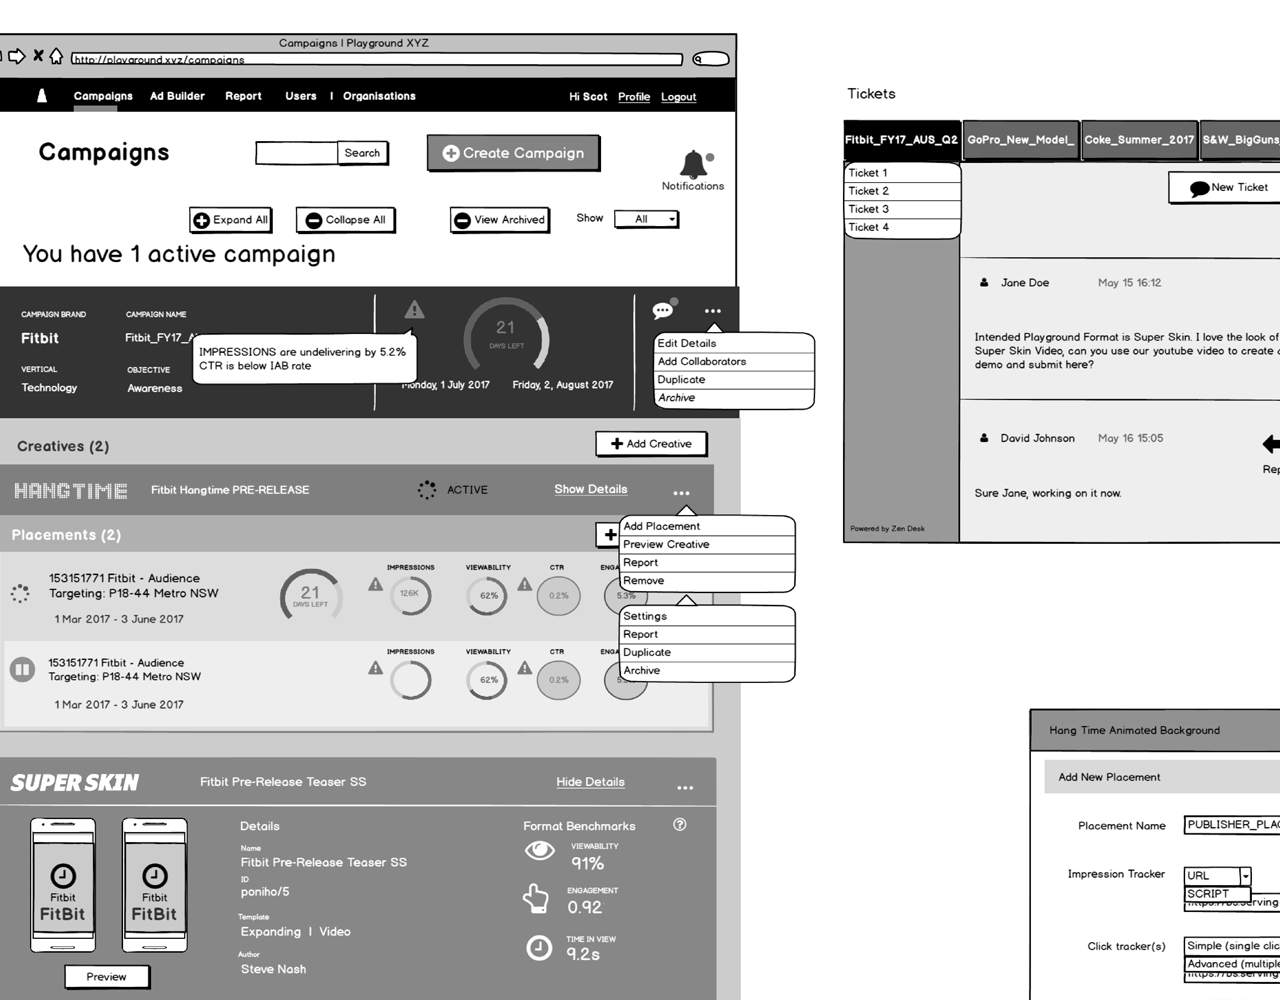 Campaigns | Playground XYZ
http://playground.xyz/campaigns
Campaigns Ad Builder Report Users | Organisations Hi Scot Profile Logout
Campaigns
Search
Create Campaign
Notifications
Expand All
Collapse All
View Archived
Show
All
You have 1 active campaign
CAMPAIGN BRAND
Fitbit
CAMPAIGN NAME
Fitbit_FY17_A
VERTICAL
Technology
OBJECTIVE
Awareness
IMPRESSIONS are undelivering by 5.2%
CTR is below IAB rate
21
DAYS LEFT
Monday, 1 July 2017
Friday, 2, August 2017
Edit Details
Add Collaborators
Duplicate
Archive
Creatives (2)
Add Creative
HANGTIME
Fitbit Hangtime PRE-RELEASE
ACTIVE
Show Details
Placements (2)
Add Placement
Preview Creative
Report
Remove
153151771 Fitbit - Audience
Targeting: P18-44 Metro NSW
1 Mar 2017 - 3 June 2017
21
DAYS LEFT
IMPRESSIONS
126K
VIEWABILITY
62%
CTR
0.2%
ENGA
5.3%
Settings
Report
Duplicate
Archive
153151771 Fitbit - Audience
Targeting: P18-44 Metro NSW
1 Mar 2017 - 3 June 2017
IMPRESSIONS
VIEWABILITY
62%
CTR
0.2%
ENGA
SUPER SKIN
Fitbit Pre-Release Teaser SS
Hide Details
Fitbit
FitBit
Fitbit
FitBit
Preview
Details
Name
Fitbit Pre-Release Teaser SS
ID
poniho/5
Template
Expanding | Video
Author
Steve Nash
Format Benchmarks
VIEWABILITY
91%
ENGAGEMENT
0.92
TIME IN VIEW
9.2s
Tickets
Fitbit_FY17_AUS_Q2
GoPro_New_Model_
Coke_Summer_2017
S&W_BigGuns_
Ticket 1
Ticket 2
Ticket 3
Ticket 4
New Ticket
Jane Doe
May 15 16:12
Intended Playground Format is Super Skin. I love the look of
Super Skin Video, can you use our youtube video to create a
demo and submit here?
David Johnson
May 16 15:05
Rep
Sure Jane, working on it now.
Powered by Zen Desk
Hang Time Animated Background
Add New Placement
Placement Name
PUBLISHER_PLAC
Impression Tracker
URL
SCRIPT
Click tracker(s)
Simple (single clic
Advanced (multiple